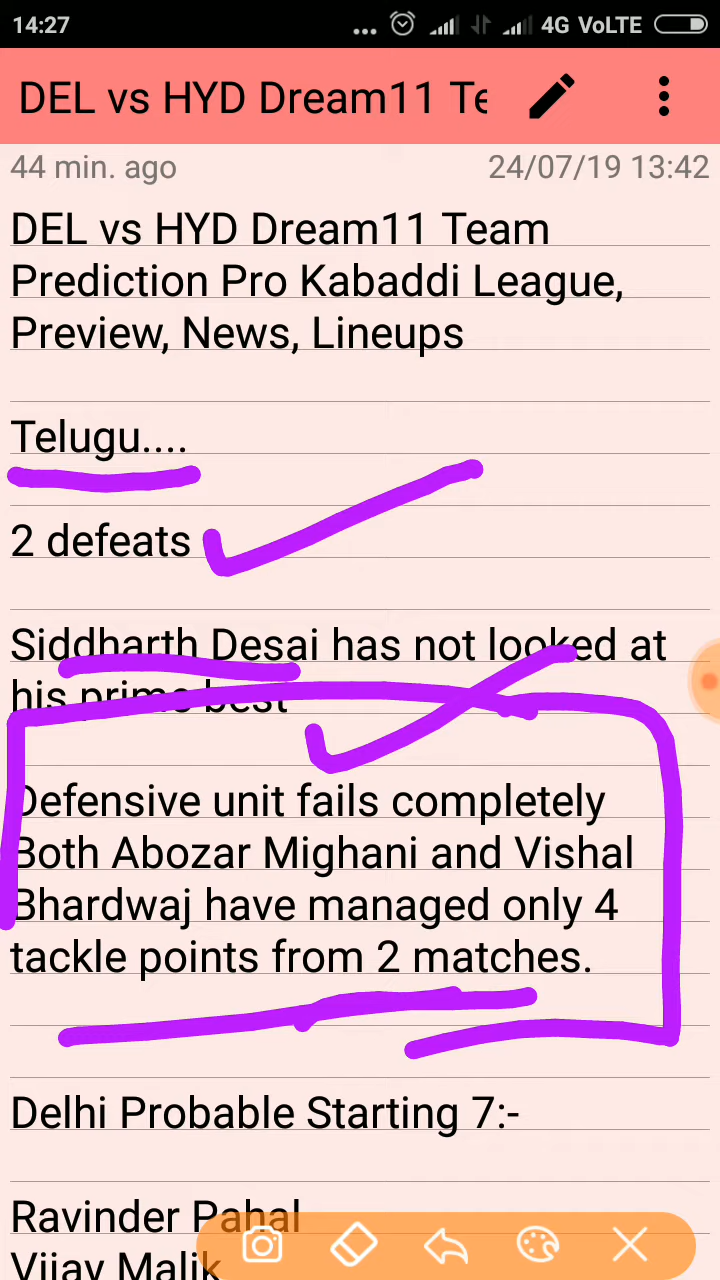 14:27
... 4G VoLTE
DEL vs HYD Dream11 Te
44 min. ago 24/07/19 13:42
DEL vs HYD Dream11 Team
Prediction Pro Kabaddi League,
Preview, News, Lineups
Telugu....
2 defeats
Siddharth Desai has not looked at
his prime best
Defensive unit fails completely
Both Abozar Mighani and Vishal
Bhardwaj have managed only 4
tackle points from 2 matches.
Delhi Probable Starting 7:-
Ravinder Pahal
Vijay Malik